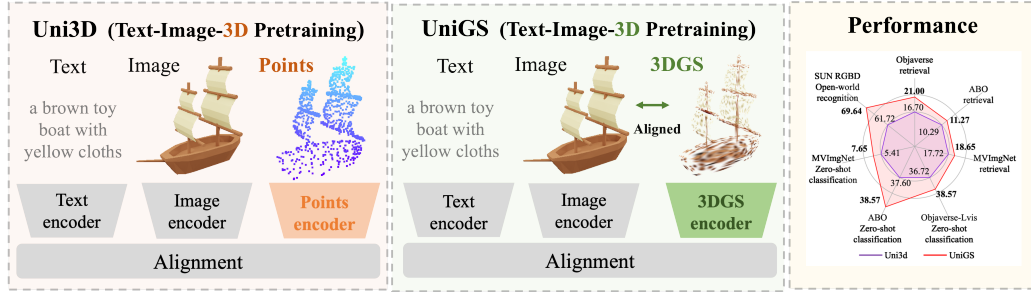 Uni3D (Text-Image-3D Pretraining)
Text
Image
Points
a brown toy
boat with
yellow cloths
Text
encoder
Image
encoder
Points
encoder
Alignment
UniGS (Text-Image-3D Pretraining)
Text
Image
3DGS
a brown toy
boat with
yellow cloths
Aligned
Text
encoder
Image
encoder
3DGS
encoder
Alignment
Performance
Objaverse
retrieval
21.00
16.70
SUN RGBD
Open-world
recognition
69.64
61.72
ABO
retrieval
11.27
10.29
7.65
5.41
MVImgNet
Zero-shot
classification
18.65
17.72
MVImgNet
retrieval
36.72
37.60
38.57
38.57
ABO
Zero-shot
classification
Objaverse-Lvis
Zero-shot
classification
Uni3d
UniGS